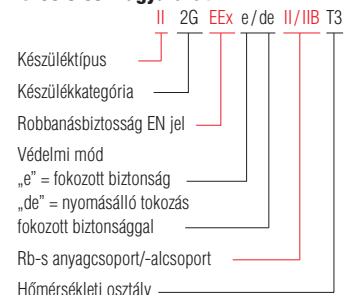 II 2G EEx e/de II/IIB T3
Készüléktípus
Készülékkategória
Robbanásbiztosság EN jel
Védelmi mód
„e” = fokozott biztonság
„de” = nyomásálló tokozás
fokozott biztonsággal
Rb-s anyagcsoport/-alcsoport
Hőmérsékleti osztály